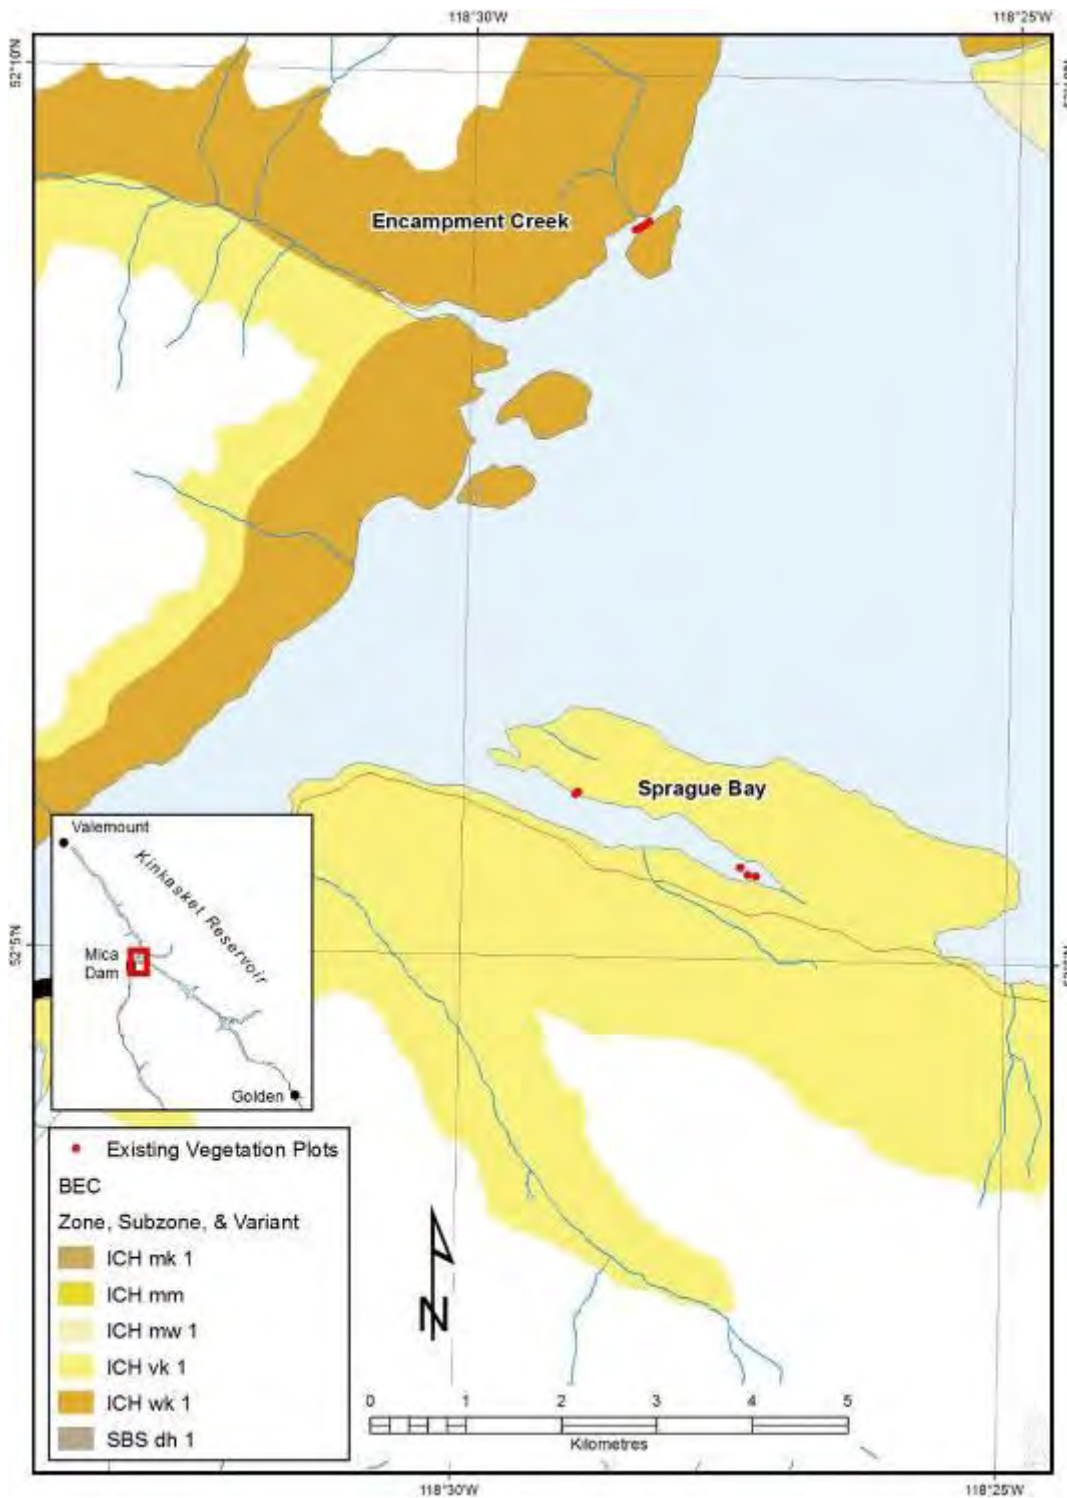 118°30'W
118°25'W
52°10'N
Encampment Creek
Sprague Bay
Valemount
Kinkasket Reservoir
Mica
Dam
Golden
52°5'N
Existing Vegetation Plots
BEC
Zone, Subzone, & Variant
ICH mk 1
ICH mm
ICH mw 1
ICH vk 1
ICH wk 1
SBS dh 1
N
0 1 2 3 4 5
Kilometres
118°30'W
118°25'W